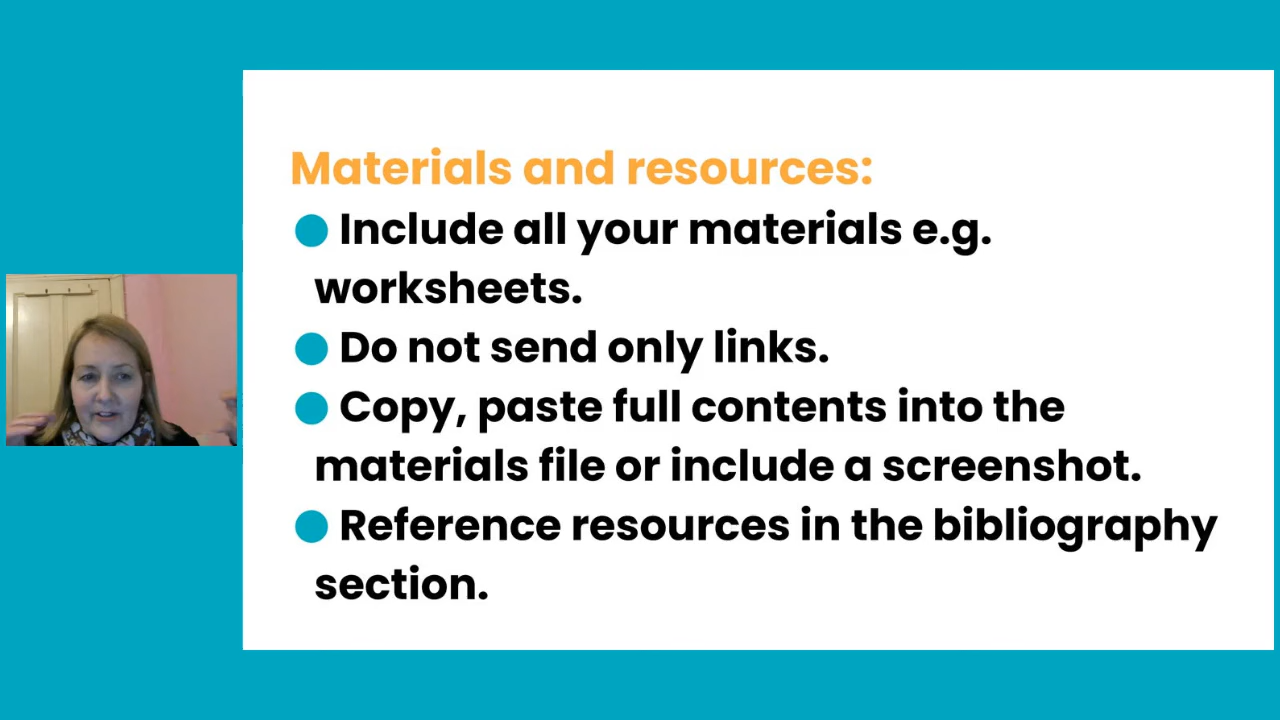 Materials and resources:
● Include all your materials e.g.
worksheets.
● Do not send only links.
● Copy, paste full contents into the
materials file or include a screenshot.
● Reference resources in the bibliography
section.